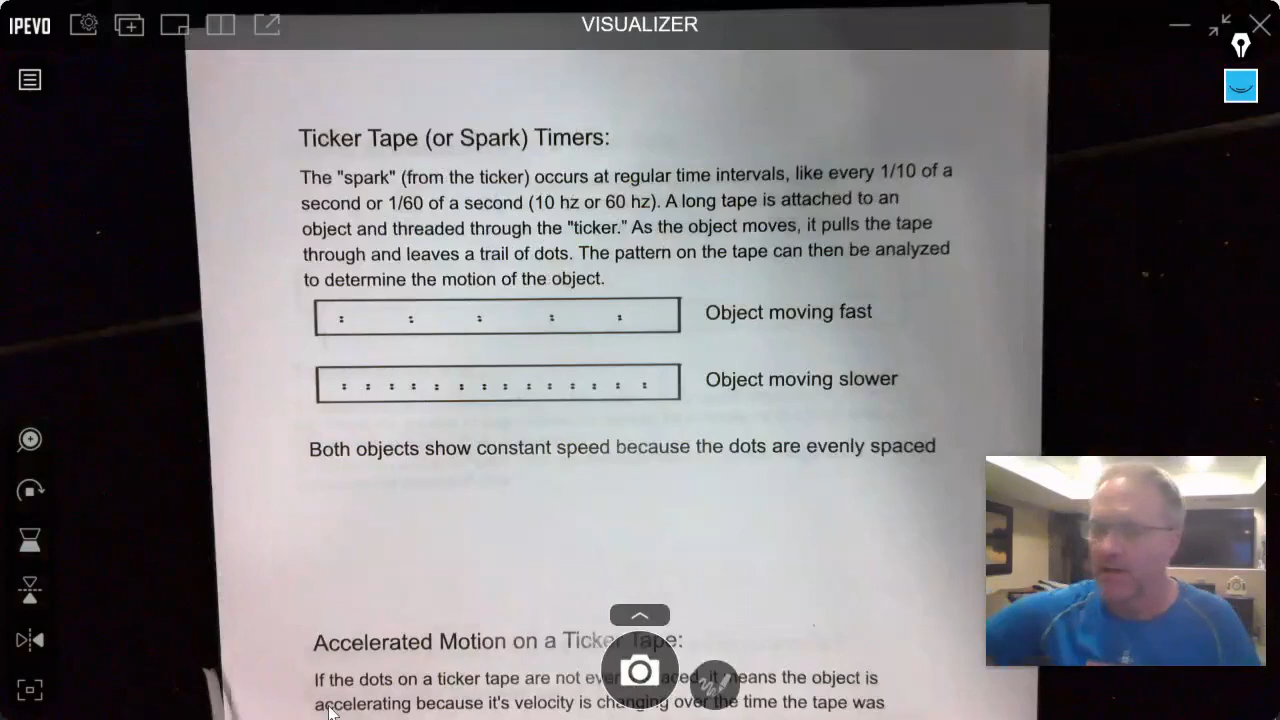 IPEVO
VISUALIZER
Ticker Tape (or Spark) Timers:
The "spark" (from the ticker) occurs at regular time intervals, like every 1/10 of a
second or 1/60 of a second (10 hz or 60 hz). A long tape is attached to an
object and threaded through the "ticker." As the object moves, it pulls the tape
through and leaves a trail of dots. The pattern on the tape can then be analyzed
to determine the motion of the object.
Object moving fast
Object moving slower
Both objects show constant speed because the dots are evenly spaced
Accelerated Motion on a Ticker Tape:
If the dots on a ticker tape are not it means the object is
accelerating because it's velocity is changing over the time the tape was